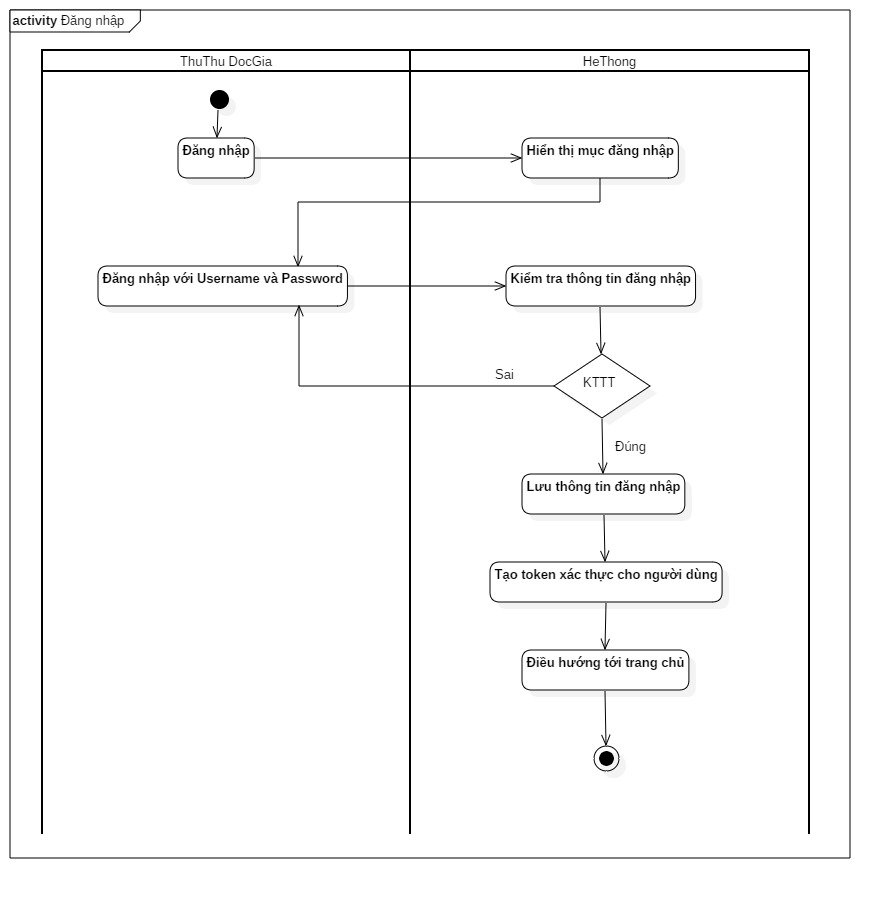 activity Đăng nhập
ThuThu DocGia
HeThong
Đăng nhập
Hiển thị mục đăng nhập
Đăng nhập với Username và Password
Kiểm tra thông tin đăng nhập
Sai
KTTT
Đúng
Lưu thông tin đăng nhập
Tạo token xác thực cho người dùng
Điều hướng tới trang chủ